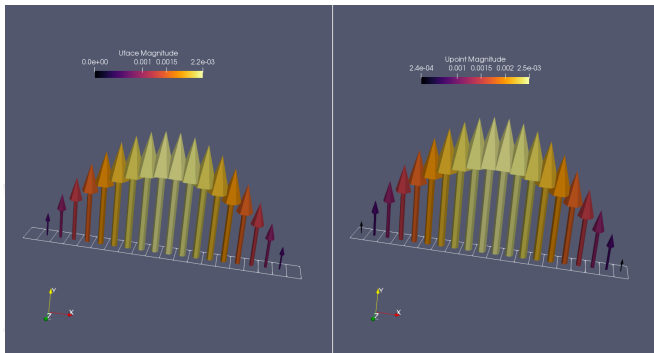 Uface Magnitude
0.0e+00 0.001 0.0015 2.2e-03
Y
Z X
Upoint Magnitude
2.4e-04 0.001 0.0015 0.002 2.5e-03
Y
Z X